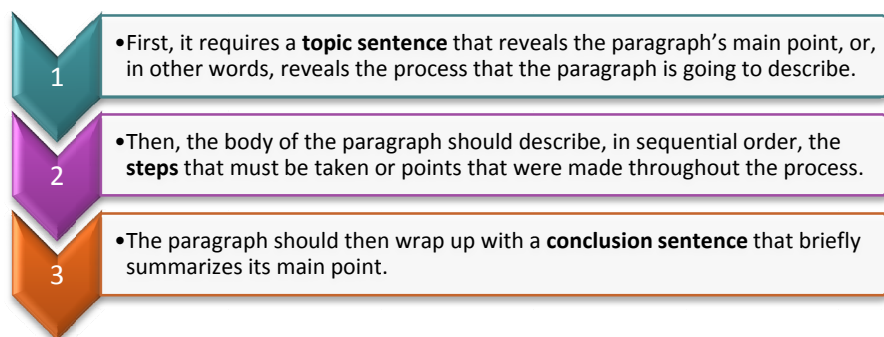 1
•First, it requires a topic sentence that reveals the paragraph's main point, or,
in other words, reveals the process that the paragraph is going to describe.
2
•Then, the body of the paragraph should describe, in sequential order, the
steps that must be taken or points that were made throughout the process.
3
•The paragraph should then wrap up with a conclusion sentence that briefly
summarizes its main point.